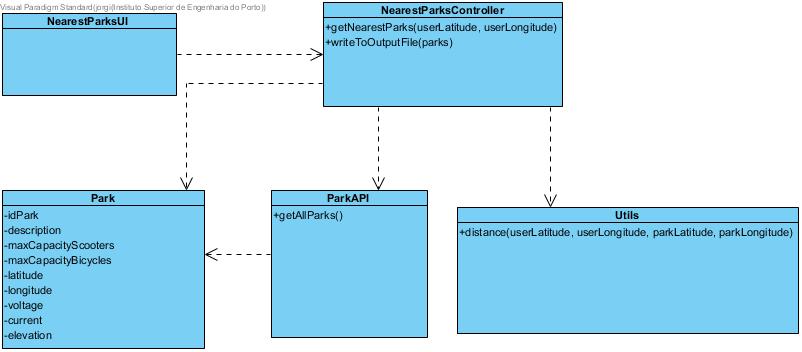 Visual Paradigm Standard(jorgi(Instituto Superior de Engenharia do Porto))
NearestParksUI
NearestParksController
+getNearestParks(userLatitude, userLongitude)
+writeToOutputFile(parks)
Park
-idPark
-description
-maxCapacityScooters
-maxCapacityBicycles
-latitude
-longitude
-voltage
-current
-elevation
ParkAPI
+getAllParks()
Utils
+distance(userLatitude, userLongitude, parkLatitude, parkLongitude)